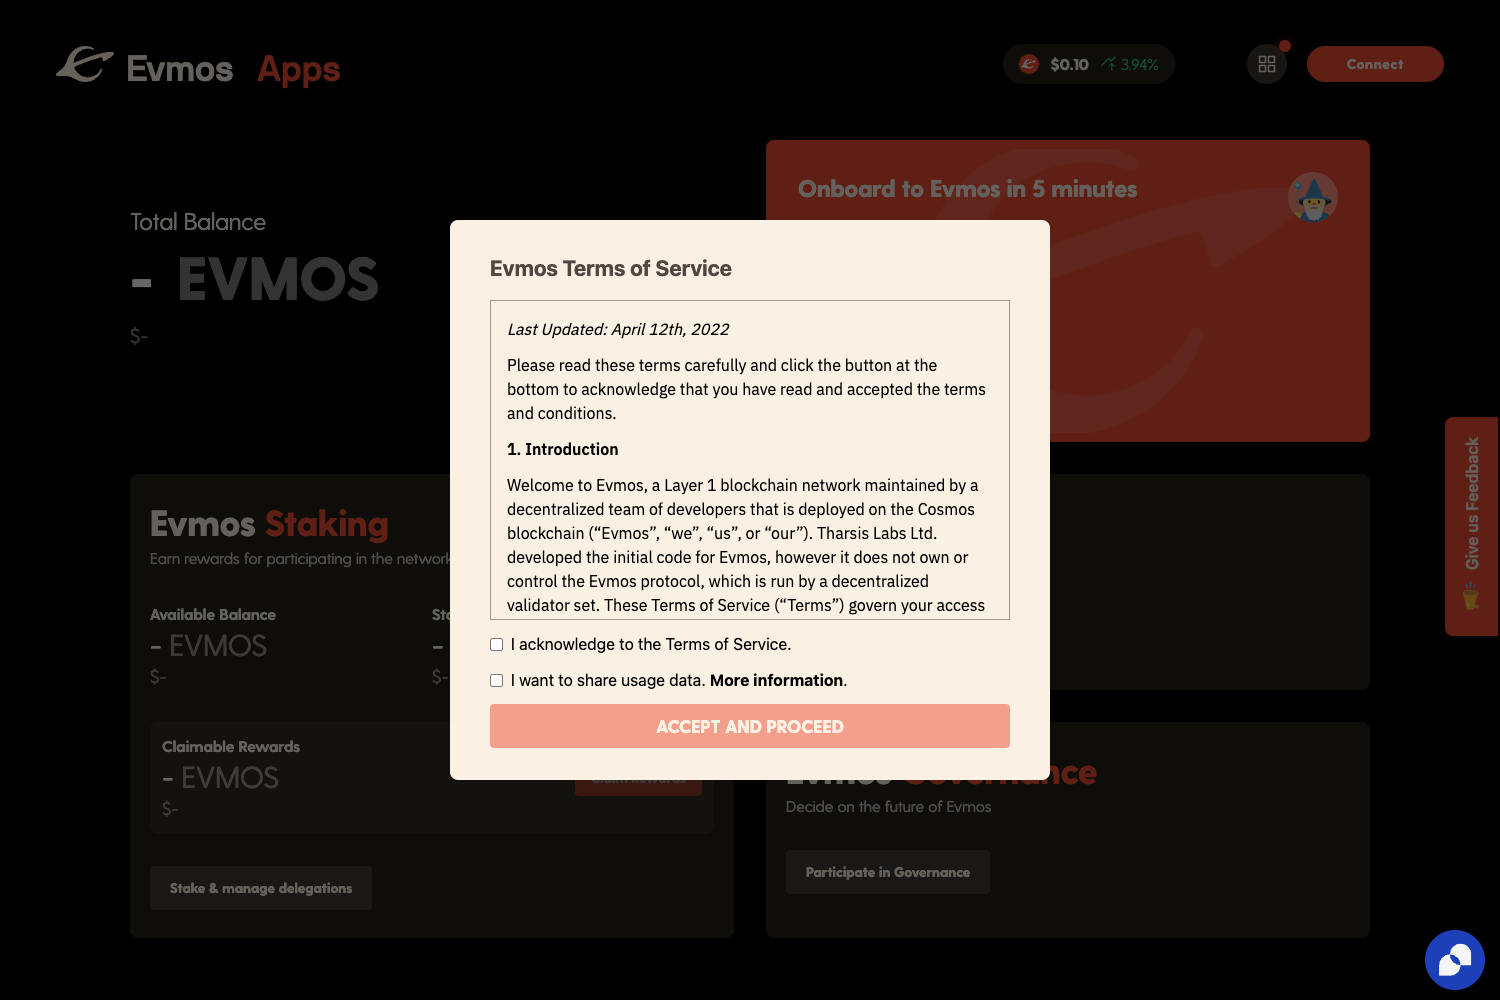 Evmos Apps
$0.10 3.94%
Connect
Total Balance
- EVMOS
$-
Onboard to Evmos in 5 minutes
Evmos Terms of Service
Last Updated: April 12th, 2022
Please read these terms carefully and click the button at the
bottom to acknowledge that you have read and accepted the terms
and conditions.
1. Introduction
Welcome to Evmos, a Layer 1 blockchain network maintained by a
decentralized team of developers that is deployed on the Cosmos
blockchain (“Evmos”, “we”, “us”, or “our”). Tharsis Labs Ltd.
developed the initial code for Evmos, however it does not own or
control the Evmos protocol, which is run by a decentralized
validator set. These Terms of Service (“Terms”) govern your access
I acknowledge to the Terms of Service.
I want to share usage data. More information.
ACCEPT AND PROCEED
Evmos Staking
Earn rewards for participating in the network
Available Balance
- EVMOS
$-
-
$-
Claimable Rewards
- EVMOS
$-
Claim Rewards
Stake & manage delegations
Evmos Governance
Decide on the future of Evmos
Participate in Governance
Give us Feedback